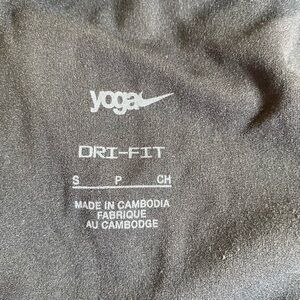 yoga
DRI-FIT
S P CH
MADE IN CAMBODIA
FABRIQUE
AU CAMBODGE